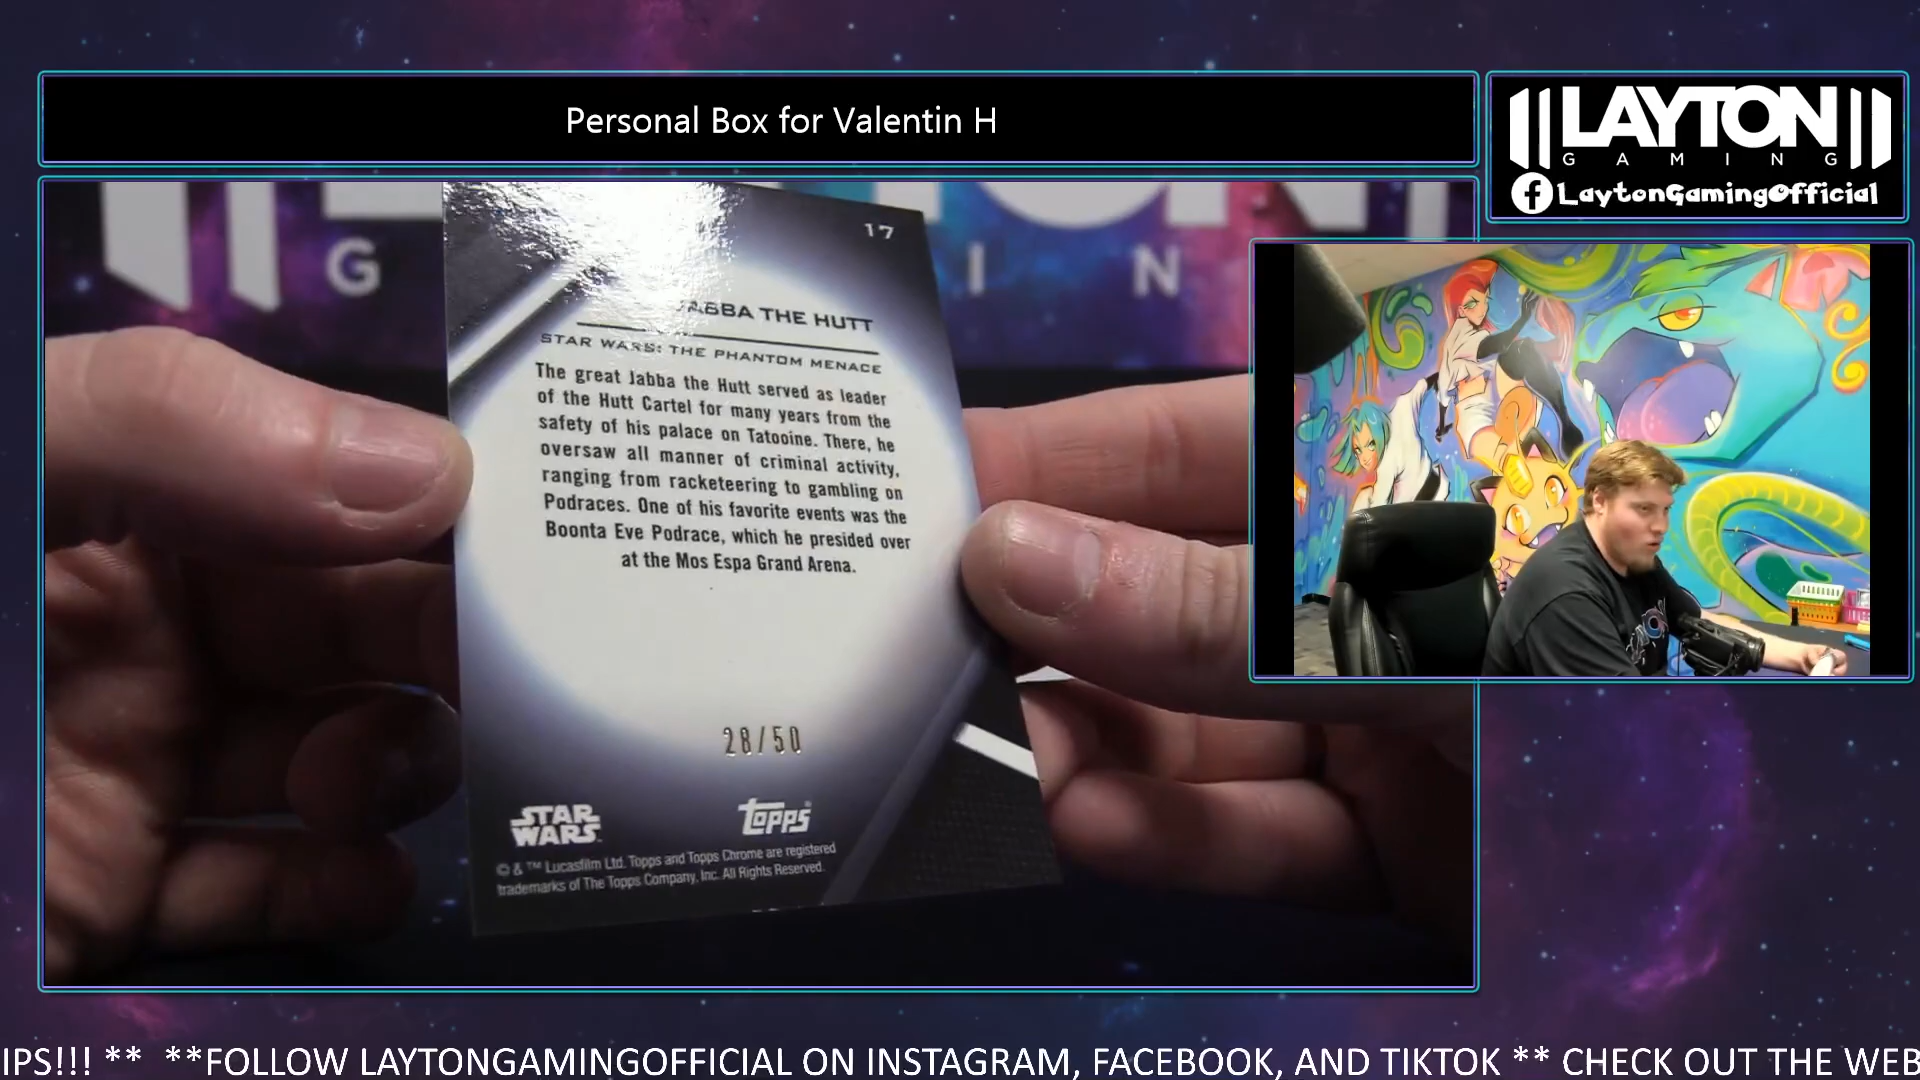 Personal Box for Valentin H
LAYTON
GAMING
LaytonGamingOfficial
G
I N
17
JABBA THE HUTT
STAR WARS: THE PHANTOM MENACE
The great Jabba the Hutt served as leader
of the Hutt Cartel for many years from the
safety of his palace on Tatooine. There, he
oversaw all manner of criminal activity,
ranging from racketeering to gambling on
Podraces. One of his favorite events was the
Boonta Eve Podrace, which he presided over
at the Mos Espa Grand Arena.
28/50
STAR
WARS
topps
© & ™ Lucasfilm Ltd. Topps and Topps Chrome are registered
trademarks of The Topps Company, Inc. All Rights Reserved.
IPS!!! ** **FOLLOW LAYTONGAMINGOFFICIAL ON INSTAGRAM, FACEBOOK, AND TIKTOK ** CHECK OUT THE WEB